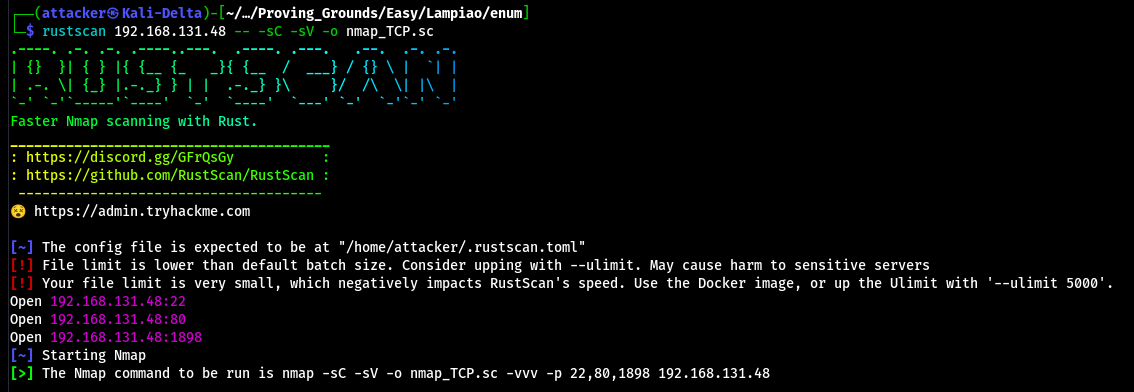 ┌──(attacker㉿Kali-Delta)-[~/…/Proving_Grounds/Easy/Lampiao/enum]
└─$ rustscan 192.168.131.48 -- -sC -sV -o nmap_TCP.sc
.----. .-. .-. .----..---.  .----. .---.   .--.  .-. .-.
| {}  }| { } |{ {__ {_   _}{ {__  /  ___} / {} \ |  `| |
| .-. \| {_} |.-._} } | |  .-._} }\     }/  /\  \| |\  |
`-' `-'`-----'`----'  `-'  `----'  `---' `-'  `-'`-' `-'
Faster Nmap scanning with Rust.
________________________________________
: https://discord.gg/GFrQsGy           :
: https://github.com/RustScan/RustScan :
 --------------------------------------
😵 https://admin.tryhackme.com
[~] The config file is expected to be at "/home/attacker/.rustscan.toml"
[!] File limit is lower than default batch size. Consider upping with --ulimit. May cause harm to sensitive servers
[!] Your file limit is very small, which negatively impacts RustScan's speed. Use the Docker image, or up the Ulimit with '--ulimit 5000'.
Open 192.168.131.48:22
Open 192.168.131.48:80
Open 192.168.131.48:1898
[~] Starting Nmap
[>] The Nmap command to be run is nmap -sC -sV -o nmap_TCP.sc -vvv -p 22,80,1898 192.168.131.48